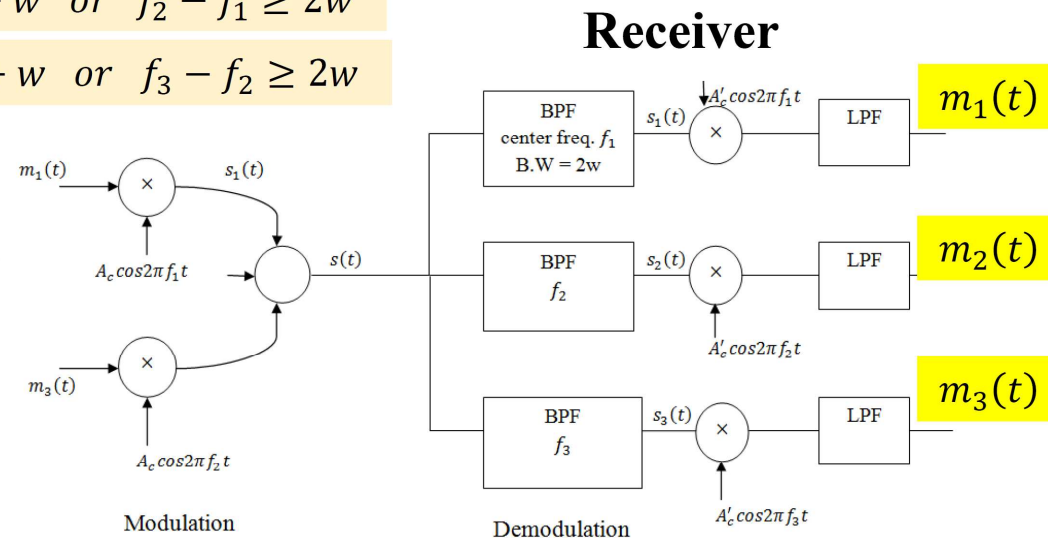 w or f₂ − f₁ ≥ 2w
− w or f₃ − f₂ ≥ 2w
Receiver
m₁(t)
×
s₁(t)
A_c cos2πf₁t
s(t)
m₃(t)
×
A_c cos2πf₂t
Modulation
BPF
center freq. f₁
B.W = 2w
s₁(t)
A′_c cos2πf₁t
×
LPF
m₁(t)
BPF
f₂
s₂(t)
×
A′_c cos2πf₂t
LPF
m₂(t)
BPF
f₃
s₃(t)
×
A′_c cos2πf₃t
LPF
m₃(t)
Demodulation